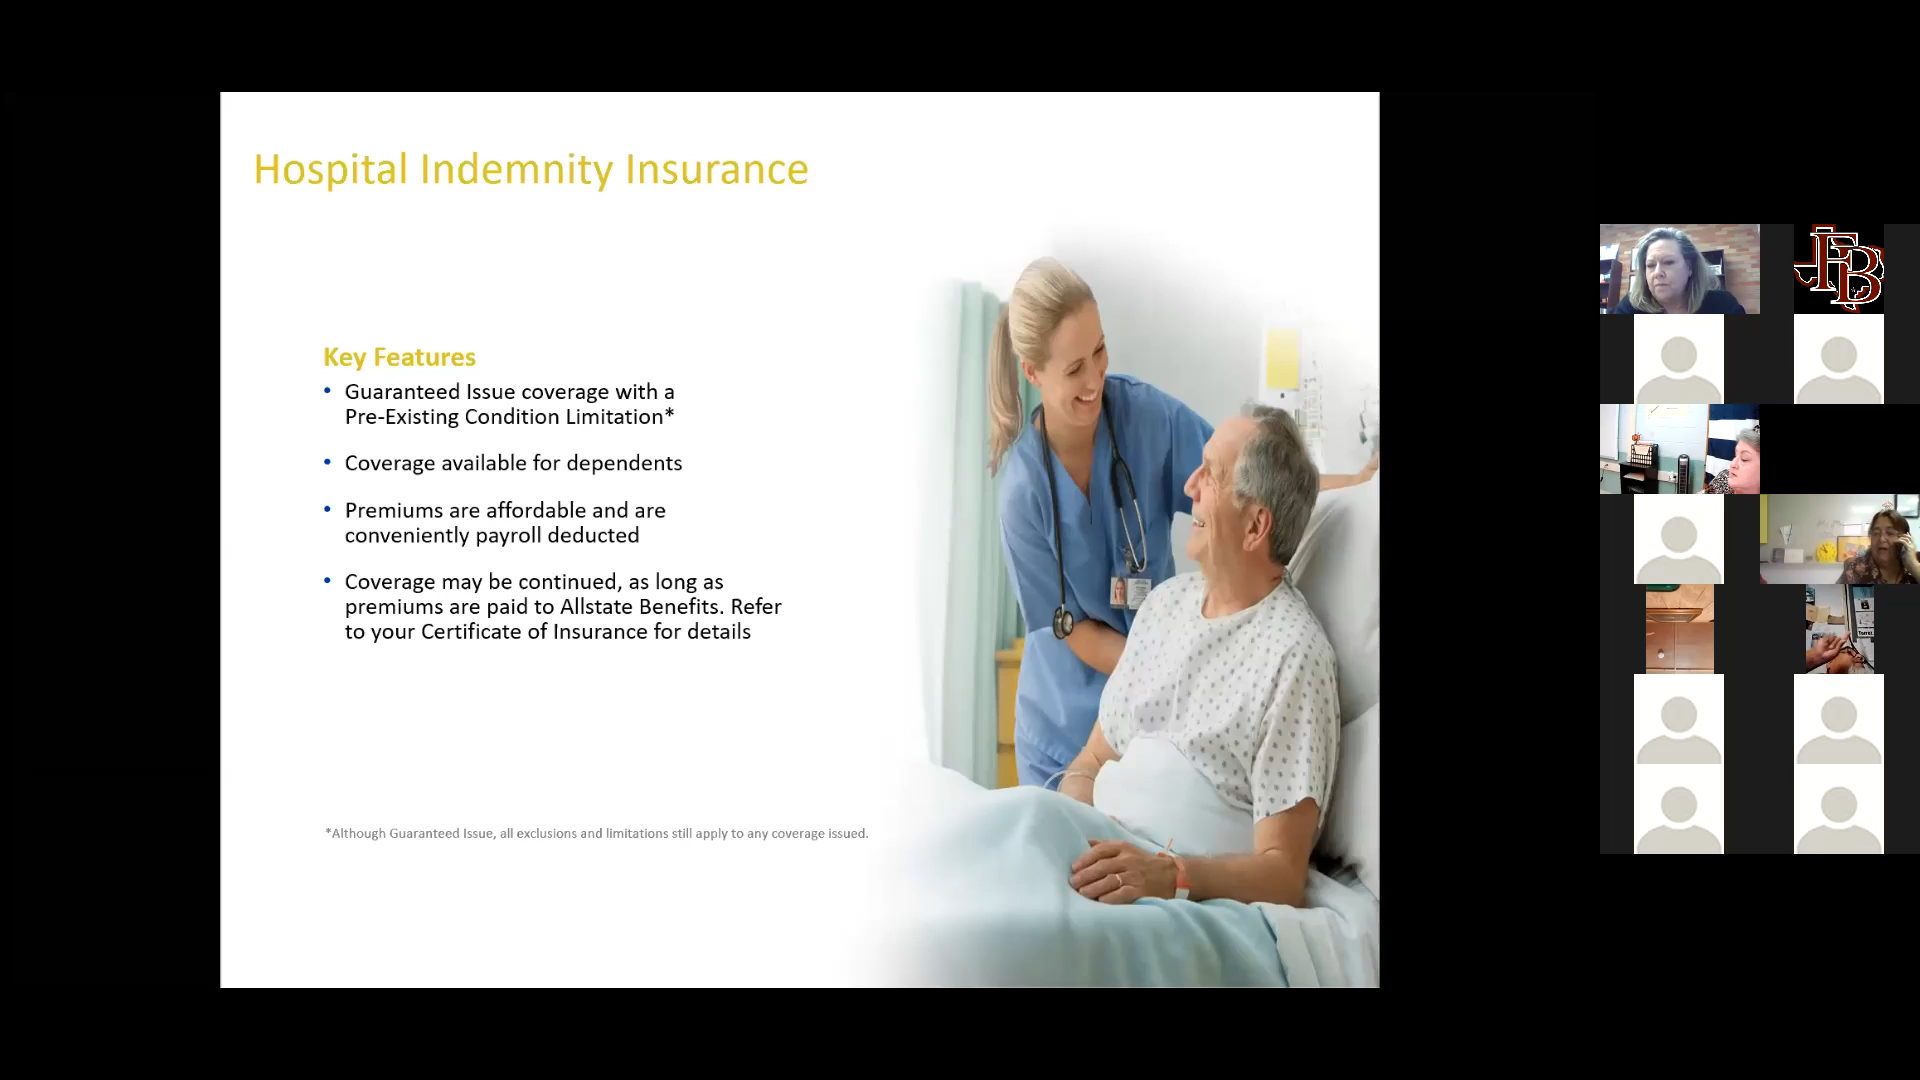 Hospital Indemnity Insurance
Key Features
• Guaranteed Issue coverage with a
Pre-Existing Condition Limitation*
• Coverage available for dependents
• Premiums are affordable and are
conveniently payroll deducted
• Coverage may be continued, as long as
premiums are paid to Allstate Benefits. Refer
to your Certificate of Insurance for details
*Although Guaranteed Issue, all exclusions and limitations still apply to any coverage issued.
FB